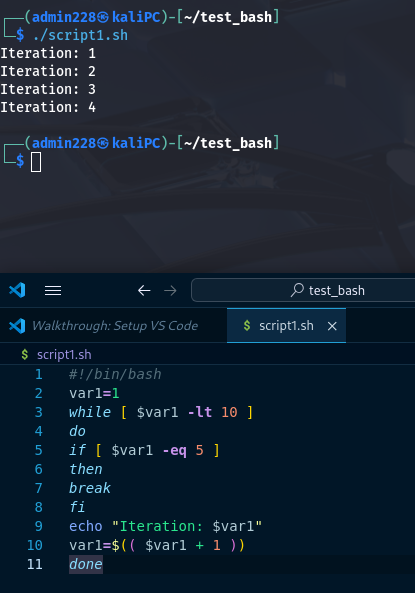 ┌──(admin228㉿kaliPC)-[~/test_bash]
└─$ ./script1.sh
Iteration: 1
Iteration: 2
Iteration: 3
Iteration: 4
┌──(admin228㉿kaliPC)-[~/test_bash]
└─$
test_bash
Walkthrough: Setup VS Code
$ script1.sh ×
$ script1.sh
1 #!/bin/bash
2 var1=1
3 while [ $var1 -lt 10 ]
4 do
5 if [ $var1 -eq 5 ]
6 then
7 break
8 fi
9 echo "Iteration: $var1"
10 var1=$(( $var1 + 1 ))
11 done